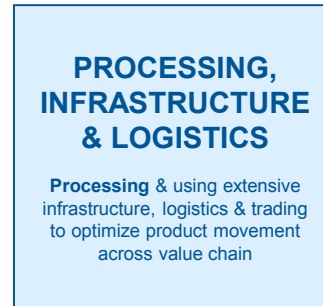 PROCESSING,
INFRASTRUCTURE
& LOGISTICS
Processing & using extensive
infrastructure, logistics & trading
to optimize product movement
across value chain